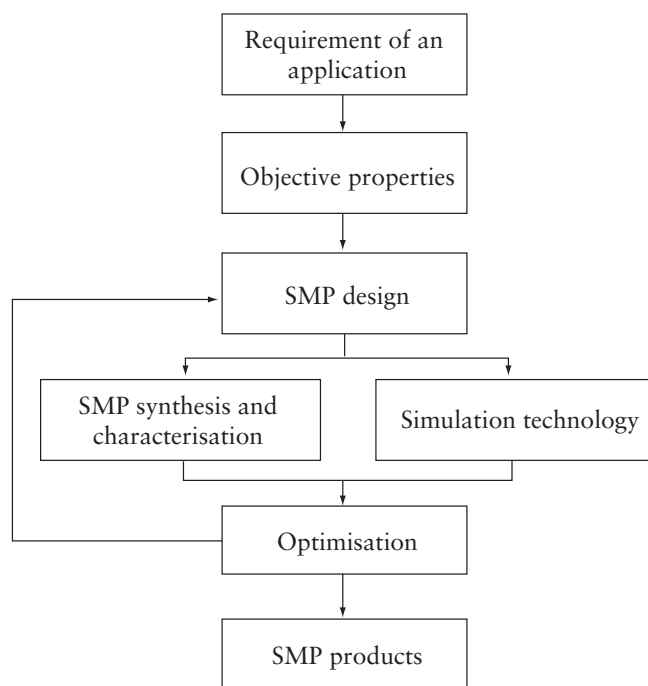 Requirement of an
application
Objective properties
SMP design
SMP synthesis and
characterisation
Simulation technology
Optimisation
SMP products